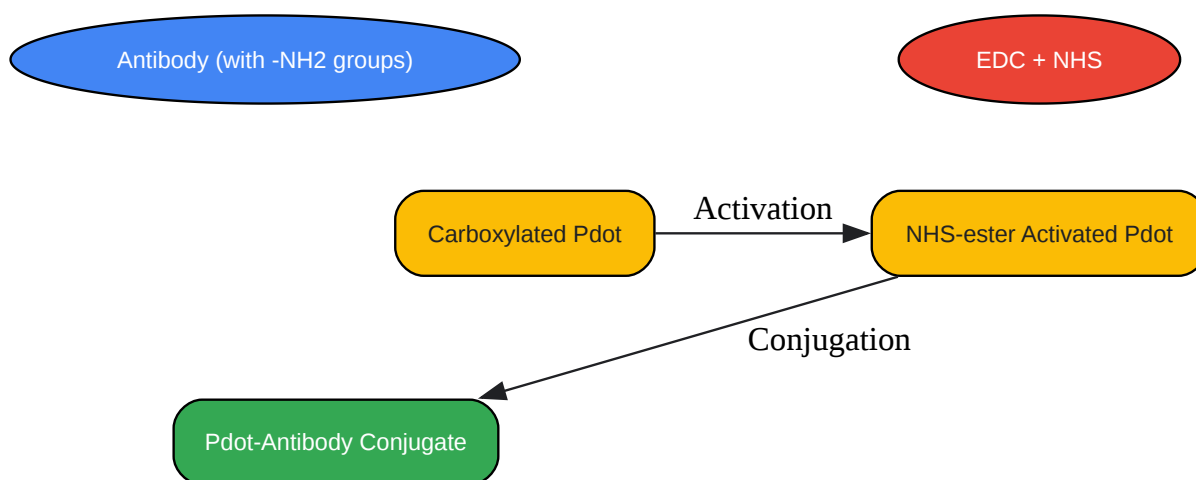 Antibody (with -NH2 groups)
EDC + NHS
Activation
Carboxylated Pdot
NHS-ester Activated Pdot
Conjugation
Pdot-Antibody Conjugate